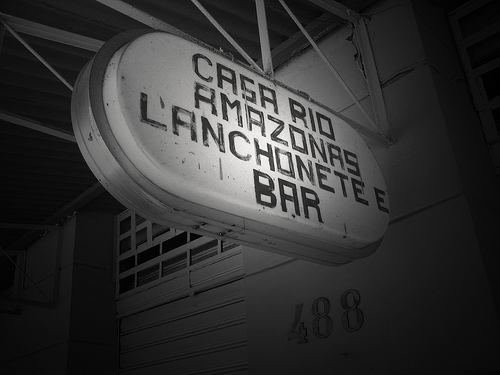 CASA RIO
AMAZONAS
LANCHONETE E
BAR
488